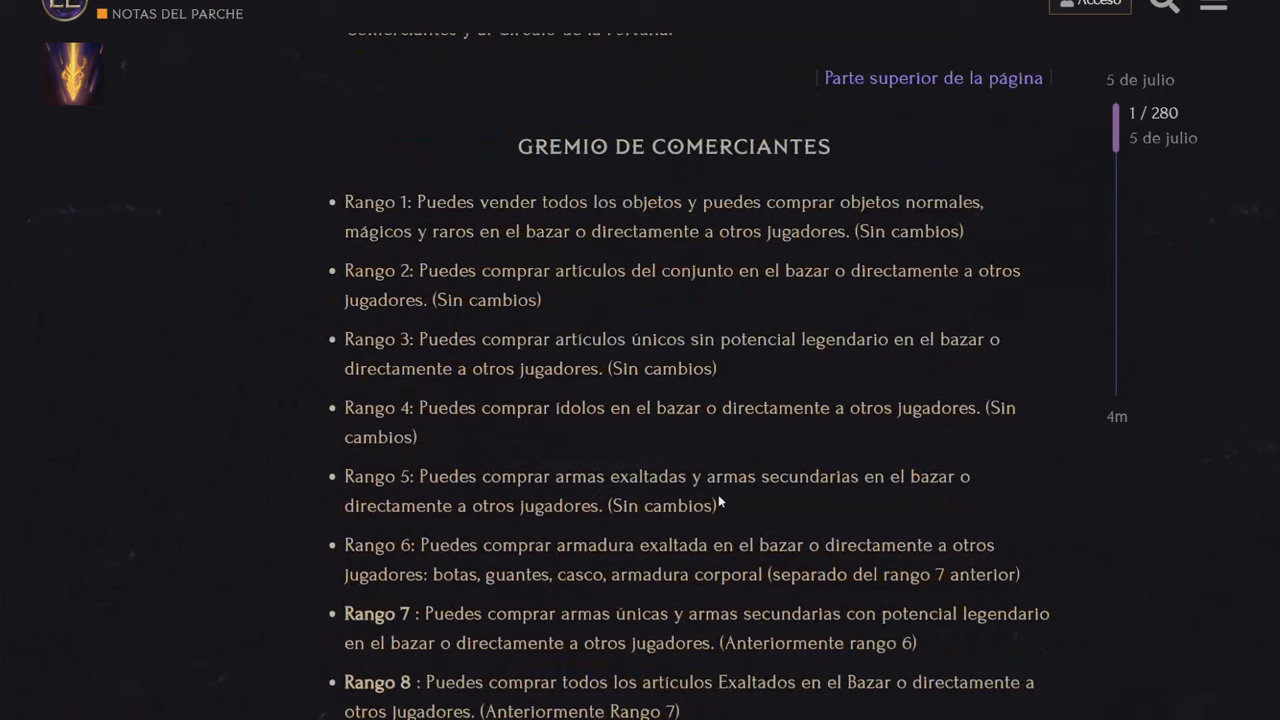 Acceso
NOTAS DEL PARCHE
Comerciantes y al Círculo de la Fortuna.
Parte superior de la página
5 de julio
1 / 280
5 de julio
GREMIO DE COMERCIANTES
• Rango 1: Puedes vender todos los objetos y puedes comprar objetos normales,
mágicos y raros en el bazar o directamente a otros jugadores. (Sin cambios)
• Rango 2: Puedes comprar artículos del conjunto en el bazar o directamente a otros
jugadores. (Sin cambios)
• Rango 3: Puedes comprar artículos únicos sin potencial legendario en el bazar o
directamente a otros jugadores. (Sin cambios)
• Rango 4: Puedes comprar ídolos en el bazar o directamente a otros jugadores. (Sin
cambios)
4m
• Rango 5: Puedes comprar armas exaltadas y armas secundarias en el bazar o
directamente a otros jugadores. (Sin cambios)
• Rango 6: Puedes comprar armadura exaltada en el bazar o directamente a otros
jugadores: botas, guantes, casco, armadura corporal (separado del rango 7 anterior)
• Rango 7 : Puedes comprar armas únicas y armas secundarias con potencial legendario
en el bazar o directamente a otros jugadores. (Anteriormente rango 6)
• Rango 8 : Puedes comprar todos los artículos Exaltados en el Bazar o directamente a
otros jugadores. (Anteriormente Rango 7)